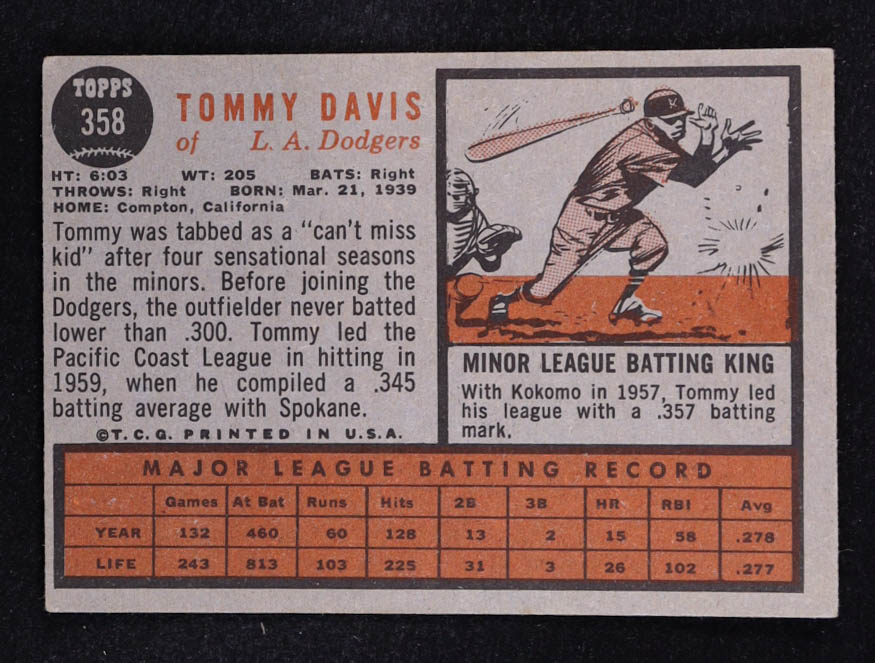 TOPPS
358
TOMMY DAVIS
of L. A. Dodgers
HT: 6:03 WT: 205 BATS: Right
THROWS: Right BORN: Mar. 21, 1939
HOME: Compton, California
Tommy was tabbed as a "can't miss
kid" after four sensational seasons
in the minors. Before joining the
Dodgers, the outfielder never batted
lower than .300. Tommy led the
Pacific Coast League in hitting in
1959, when he compiled a .345
batting average with Spokane.
©T.C.G. PRINTED IN U.S.A.
K
MINOR LEAGUE BATTING KING
With Kokomo in 1957, Tommy led
his league with a .357 batting
mark.
MAJOR LEAGUE BATTING RECORD
Games At Bat Runs Hits 2B 3B HR RBI Avg
YEAR 132 460 60 128 13 2 15 58 .278
LIFE 243 813 103 225 31 3 26 102 .277